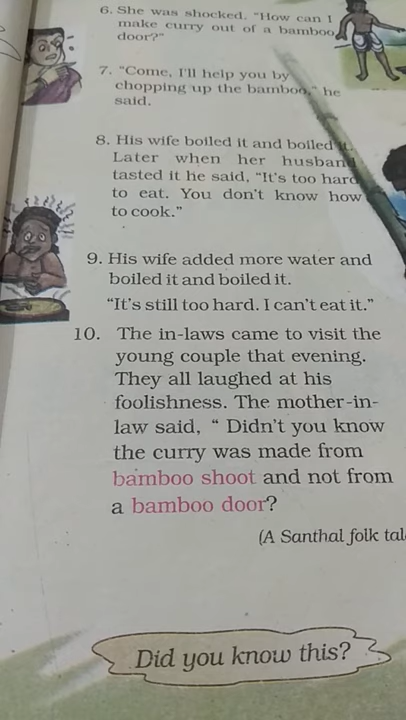 6. She was shocked. "How can I
make curry out of a bamboo
door?"
7. "Come, I'll help you by
chopping up the bamboo," he
said.
8. His wife boiled it and boiled it.
Later when her husband
tasted it he said, "It's too hard
to eat. You don't know how
to cook."
9. His wife added more water and
boiled it and boiled it.
"It's still too hard. I can't eat it."
10. The in-laws came to visit the
young couple that evening.
They all laughed at his
foolishness. The mother-in-
law said, " Didn't you know
the curry was made from
bamboo shoot and not from
a bamboo door?
(A Santhal folk tal
Did you know this?